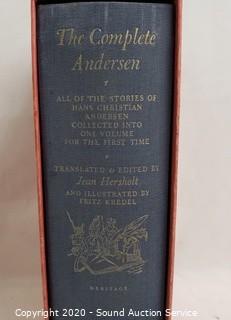 The Complete
Andersen
ALL OF THE STORIES OF
HANS CHRISTIAN
ANDERSEN
COLLECTED INTO
ONE VOLUME
FOR THE FIRST TIME
TRANSLATED & EDITED BY
Jean Hersholt
AND ILLUSTRATED BY
FRITZ KREDEL
HERITAGE
Copyright © 2020 - Sound Auction Service